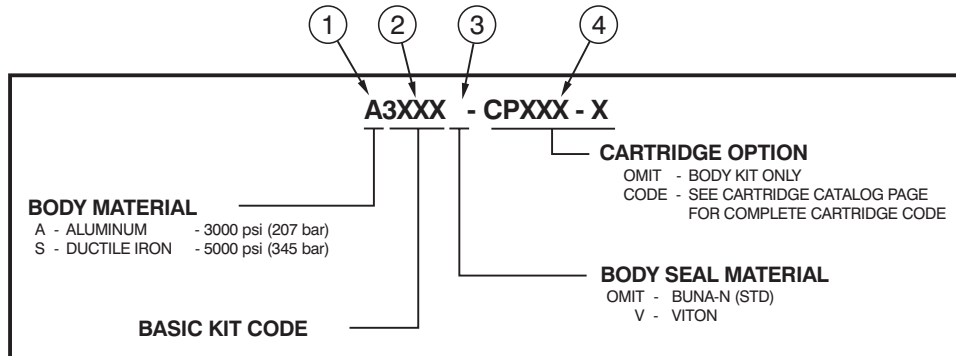 1 2 3 4
A3XXX - CPXXX - X
CARTRIDGE OPTION
OMIT - BODY KIT ONLY
CODE - SEE CARTRIDGE CATALOG PAGE
FOR COMPLETE CARTRIDGE CODE
BODY MATERIAL
A - ALUMINUM - 3000 psi (207 bar)
S - DUCTILE IRON - 5000 psi (345 bar)
BODY SEAL MATERIAL
OMIT - BUNA-N (STD)
V - VITON
BASIC KIT CODE